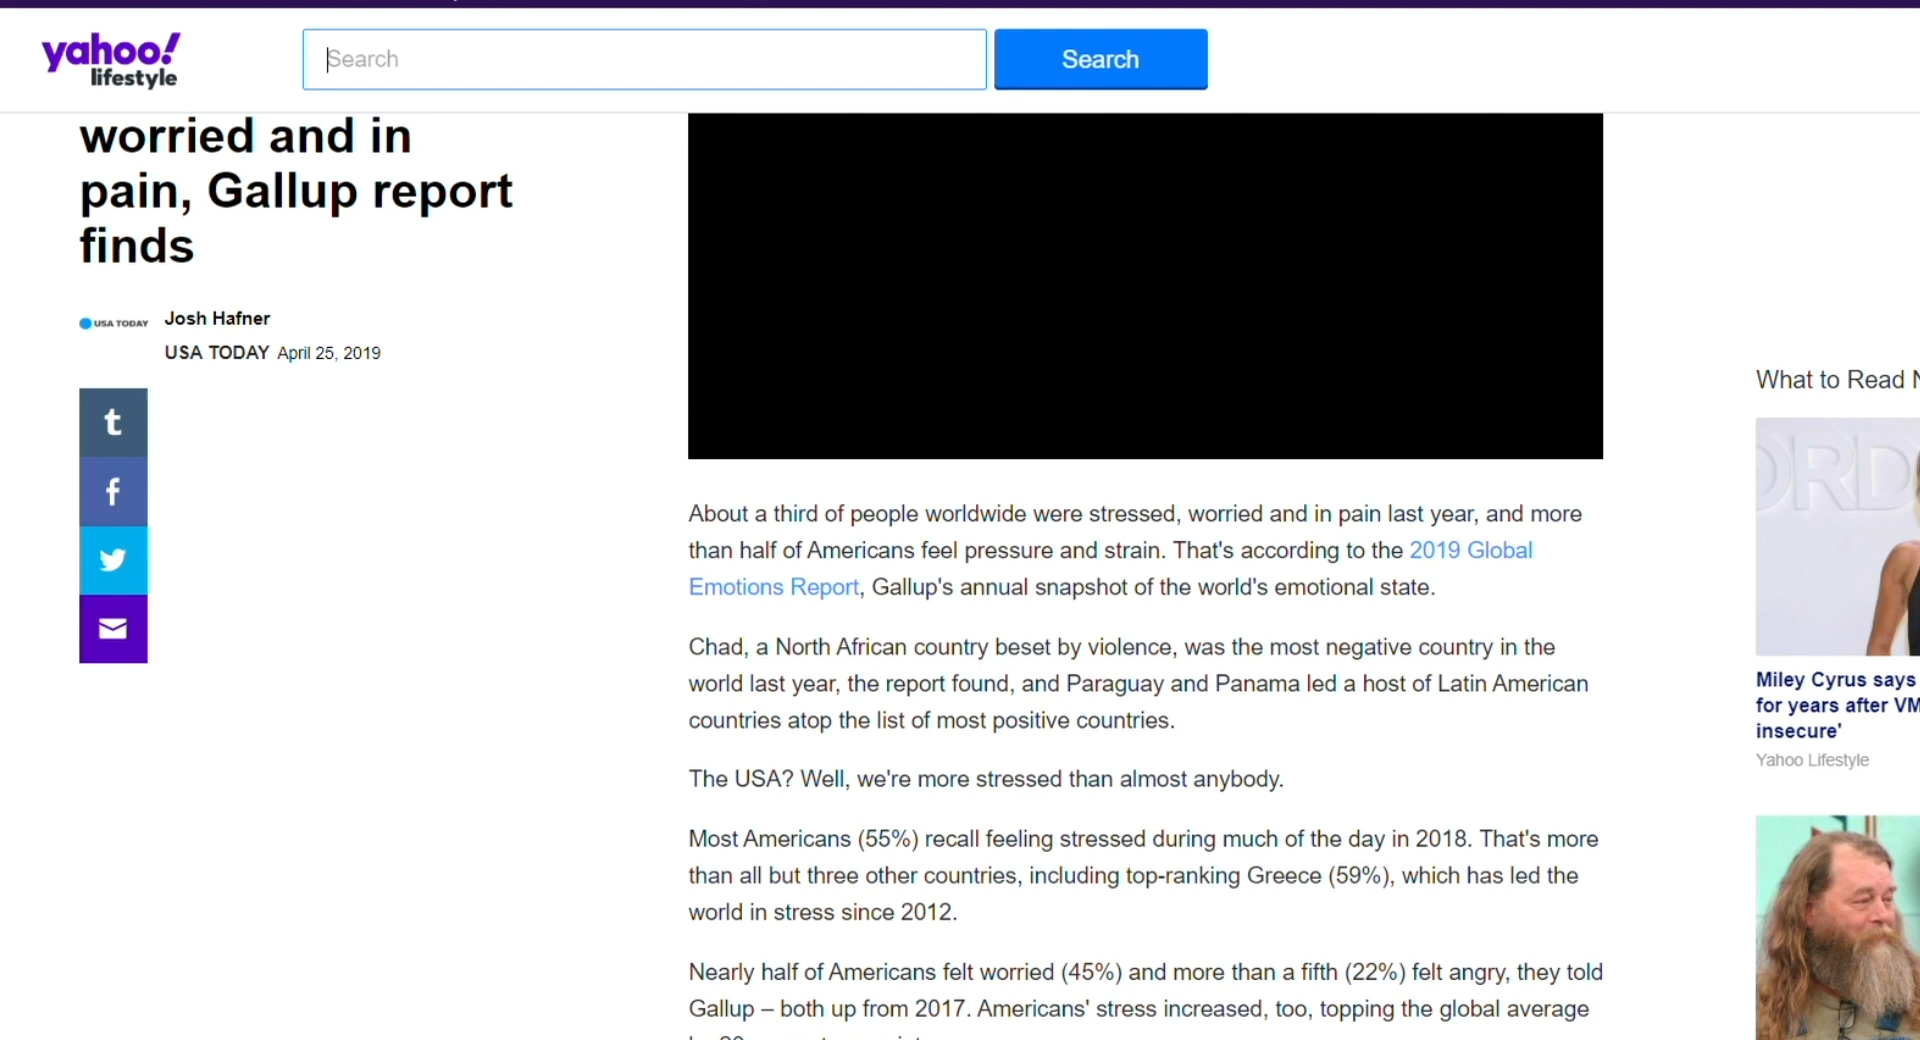 yahoo!
lifestyle
Search
Search
worried and in
pain, Gallup report
finds
USA TODAY
Josh Hafner
USA TODAY April 25, 2019
t
f
About a third of people worldwide were stressed, worried and in pain last year, and more
than half of Americans feel pressure and strain. That's according to the 2019 Global
Emotions Report, Gallup's annual snapshot of the world's emotional state.
Chad, a North African country beset by violence, was the most negative country in the
world last year, the report found, and Paraguay and Panama led a host of Latin American
countries atop the list of most positive countries.
The USA? Well, we're more stressed than almost anybody.
Most Americans (55%) recall feeling stressed during much of the day in 2018. That's more
than all but three other countries, including top-ranking Greece (59%), which has led the
world in stress since 2012.
Nearly half of Americans felt worried (45%) and more than a fifth (22%) felt angry, they told
Gallup – both up from 2017. Americans' stress increased, too, topping the global average
What to Read
ORD
Miley Cyrus says
for years after VM
insecure'
Yahoo Lifestyle